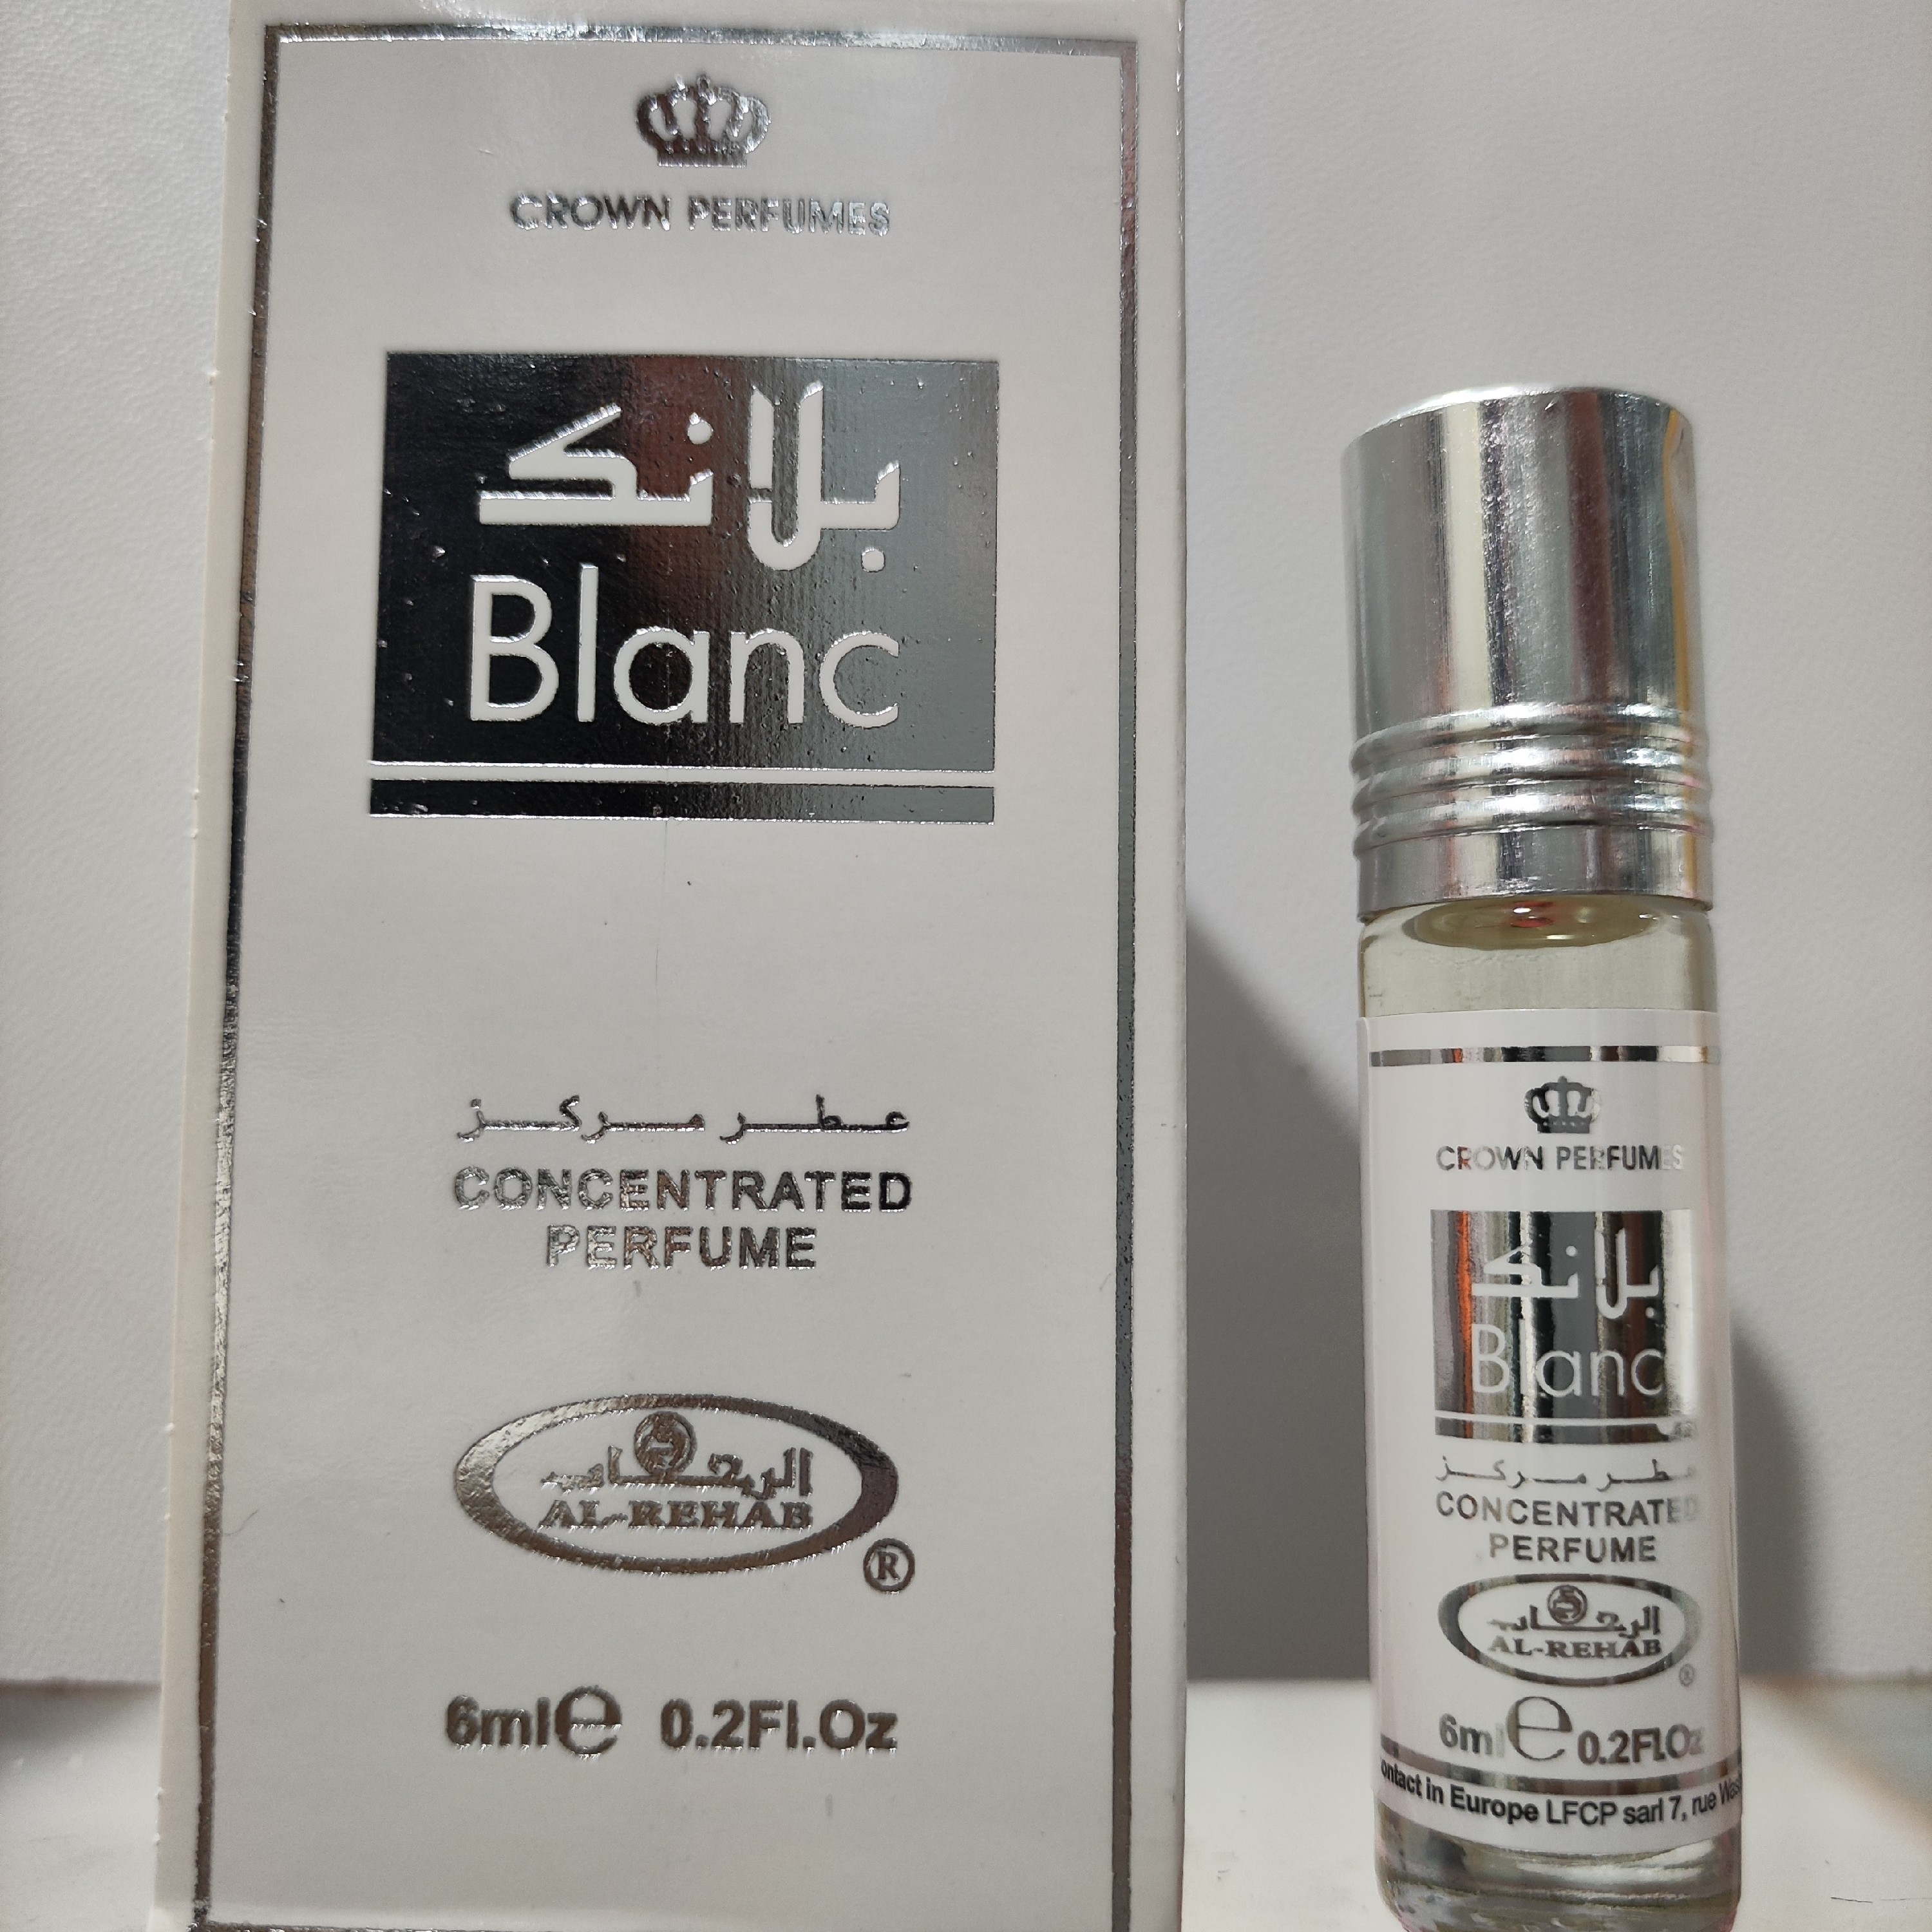 CROWN PERFUMES
بلانك
Blanc
عطر مركز
CONCENTRATED
PERFUME
الرحاب
AL-REHAB
®
6ml℮ 0.2Fl.Oz
CROWN PERFUMES
بلانك
Blanc
عطر مركز
CONCENTRATED
PERFUME
الرحاب
AL-REHAB
®
6ml℮ 0.2Fl.Oz
ontact in Europe LFCP sarl 7, rue